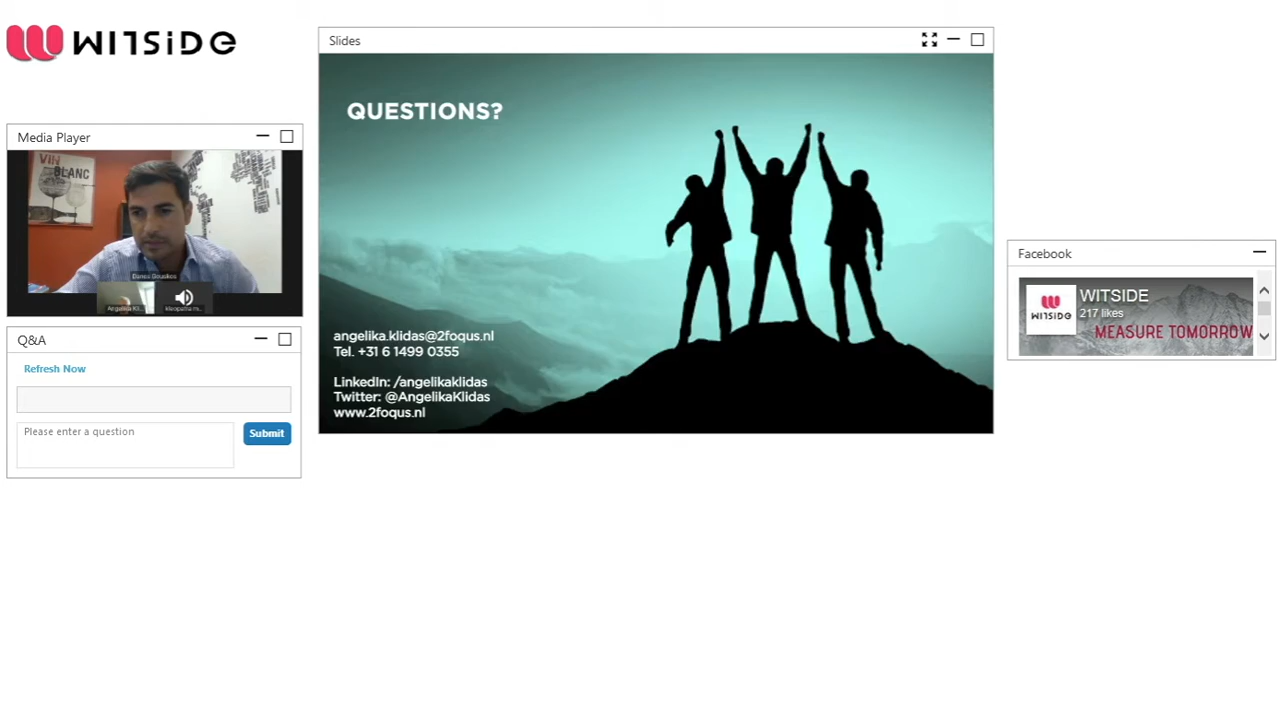 WITSIDE
Slides
QUESTIONS?
angelika.klidas@2foqus.nl
Tel. +31 6 1499 0355
LinkedIn: /angelikaklidas
Twitter: @AngelikaKlidas
www.2foqus.nl
Media Player
VIN
BLANC
Q&A
Refresh Now
Please enter a question
Submit
Facebook
WITSIDE
WITSIDE
217 likes
MEASURE TOMORROW